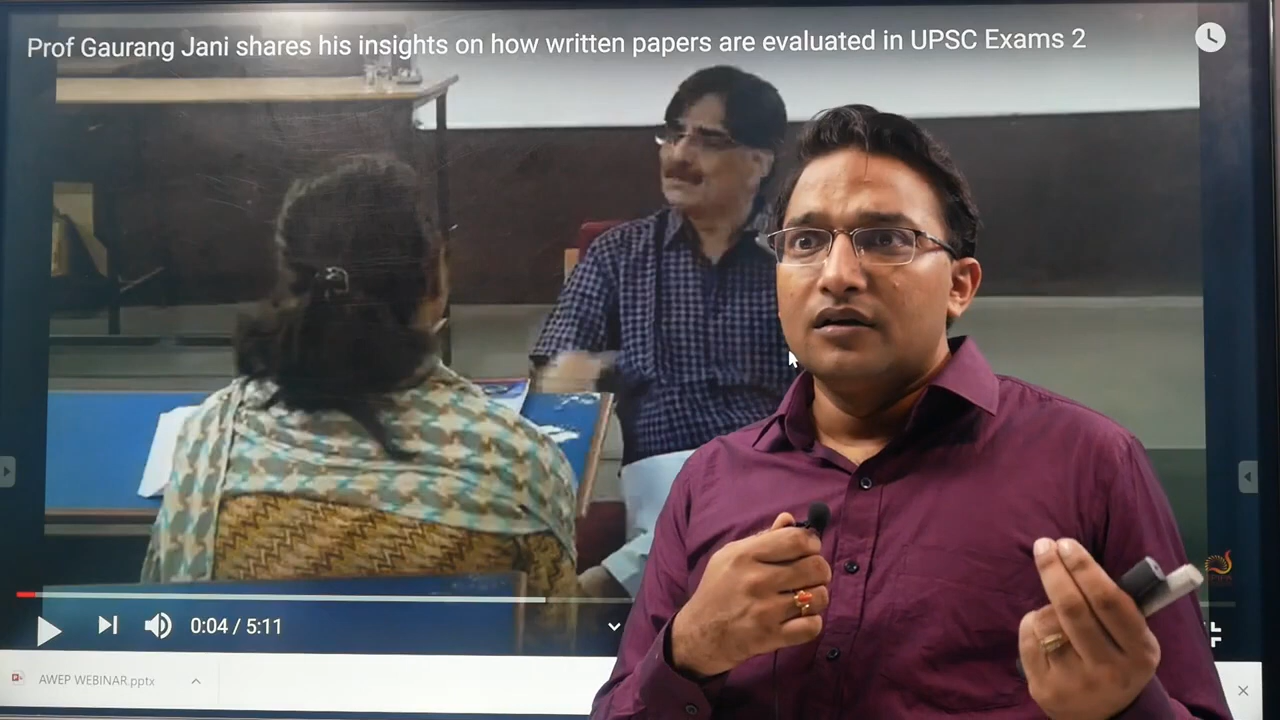 Prof Gaurang Jani shares his insights on how written papers are evaluated in UPSC Exams 2
0:04 / 5:11
AWEP WEBINAR.pptx